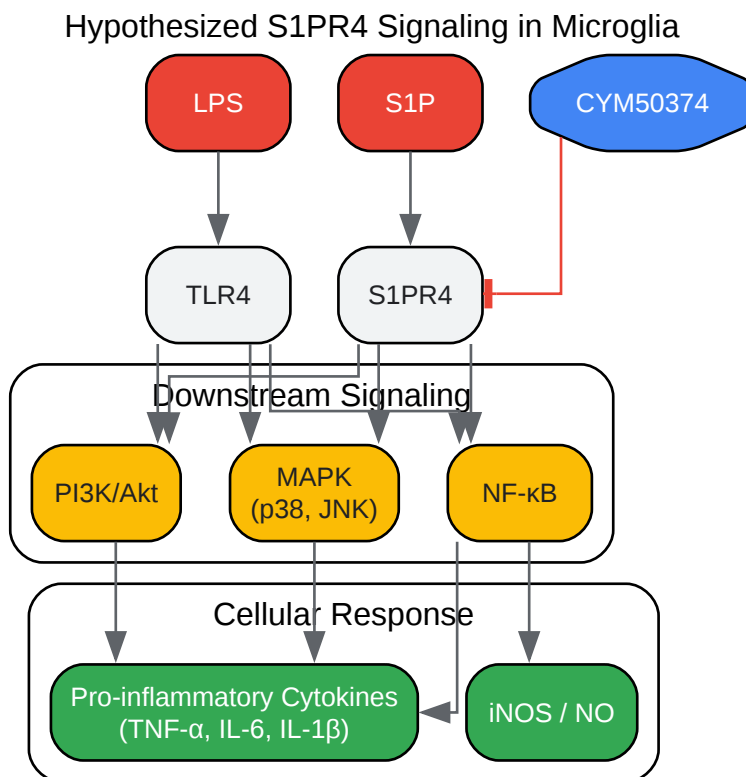 Hypothesized S1PR4 Signaling in Microglia
LPS
S1P
CYM50374
TLR4
S1PR4
Downstream Signaling
PI3K/Akt
MAPK
(p38, JNK)
NF-κB
Cellular Response
Pro-inflammatory Cytokines
(TNF-α, IL-6, IL-1β)
iNOS / NO